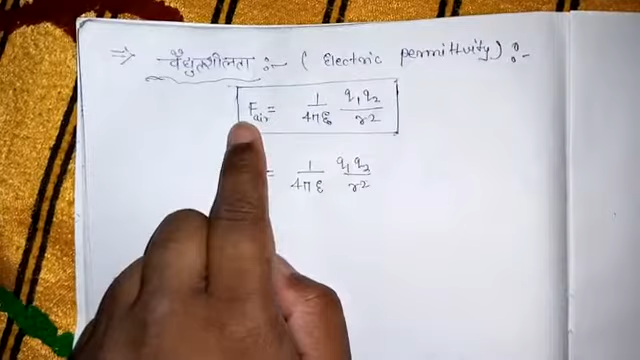 ⇒ वैधुतशीलता :- ( Electric permittivity) :-
F_air = 1/4πε₀ q₁q₂/r2
= 1/4πε q₁q₂/r2